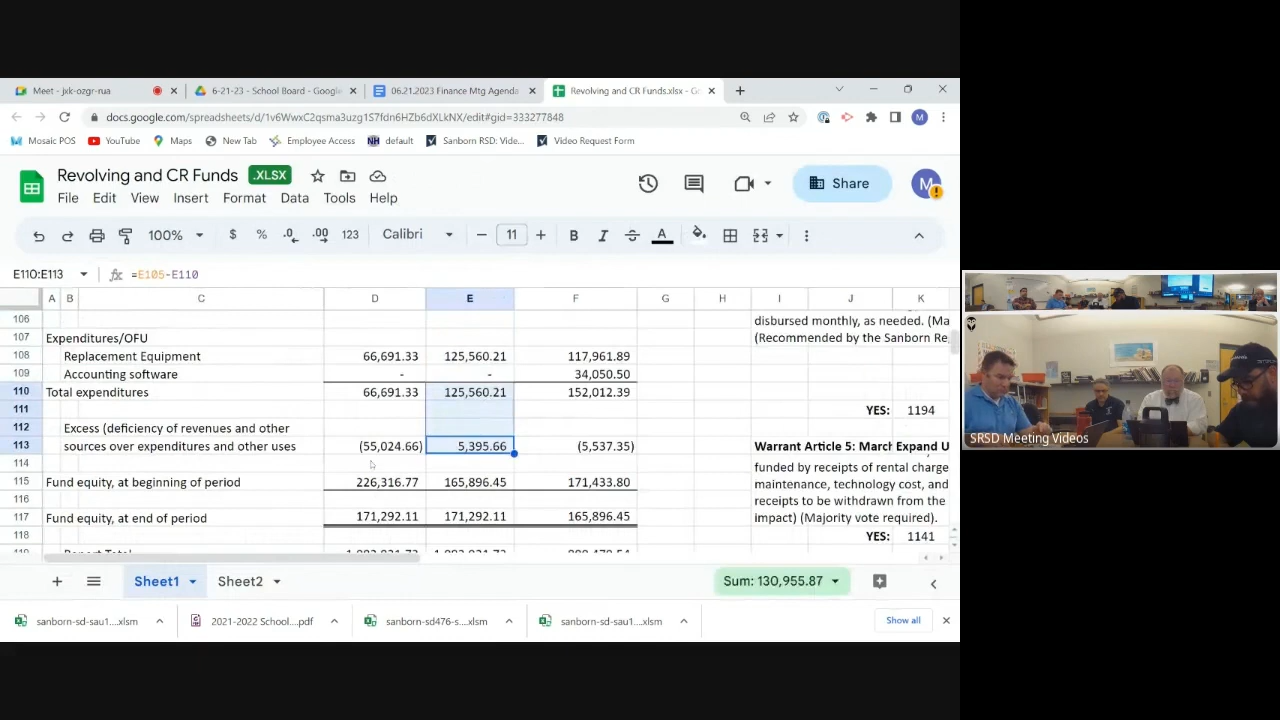 Meet - jxk-ozgr-rua
6-21-23 - School Board - Google
06.21.2023 Finance Mtg Agenda
Revolving and CR Funds.xlsx - Go
docs.google.com/spreadsheets/d/1v6WwxC2qsma3uzg1S7fdn6HZb6dXLkNX/edit#gid=333277848
Mosaic POS YouTube Maps New Tab Employee Access default Sanborn RSD: Vide... Video Request Form
Revolving and CR Funds .XLSX
Share
M
File Edit View Insert Format Data Tools Help
100% $ % .0 .00 123 Calibri 11 B I A
E110:E113 fx =E105-E110
A B C D E F G H I J K
106 disbursed monthly, as needed. (Ma
107 Expenditures/OFU (Recommended by the Sanborn Re
108 Replacement Equipment 66,691.33 125,560.21 117,961.89
109 Accounting software - - 34,050.50
110 Total expenditures 66,691.33 125,560.21 152,012.39
111 YES: 1194
112 Excess (deficiency of revenues and other
113 sources over expenditures and other uses (55,024.66) 5,395.66 (5,537.35) Warrant Article 5: March Expand U
114 funded by receipts of rental charge
115 Fund equity, at beginning of period 226,316.77 165,896.45 171,433.80 maintenance, technology cost, and
116 receipts to be withdrawn from the
117 Fund equity, at end of period 171,292.11 171,292.11 165,896.45 impact) (Majority vote required).
118 YES: 1141
Sheet1 Sheet2 Sum: 130,955.87
sanborn-sd-sau1....xlsm 2021-2022 School....pdf sanborn-sd476-s....xlsm sanborn-sd-sau1....xlsm Show all
SRSD Meeting Videos